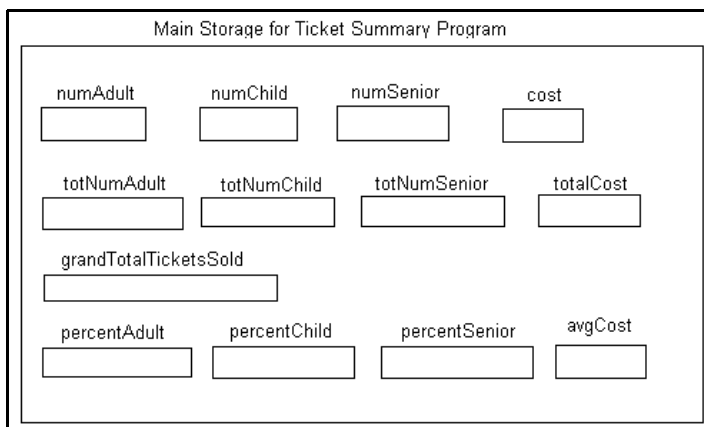 Main Storage for Ticket Summary Program
numAdult numChild numSenior cost
totNumAdult totNumChild totNumSenior totalCost
grandTotalTicketsSold
percentAdult percentChild percentSenior avgCost